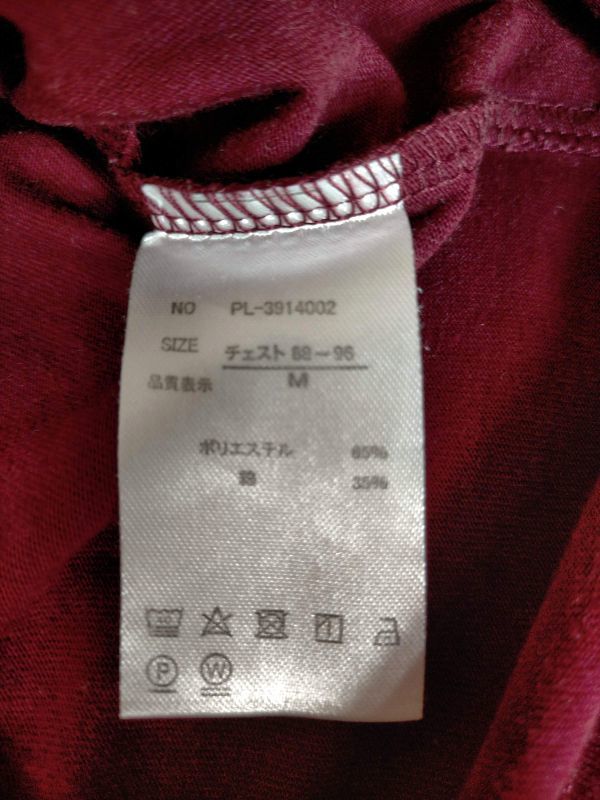 NO PL-3914002
SIZE チェスト 88-96
M
品質表示
ポリエステル 65%
綿 35%
P W